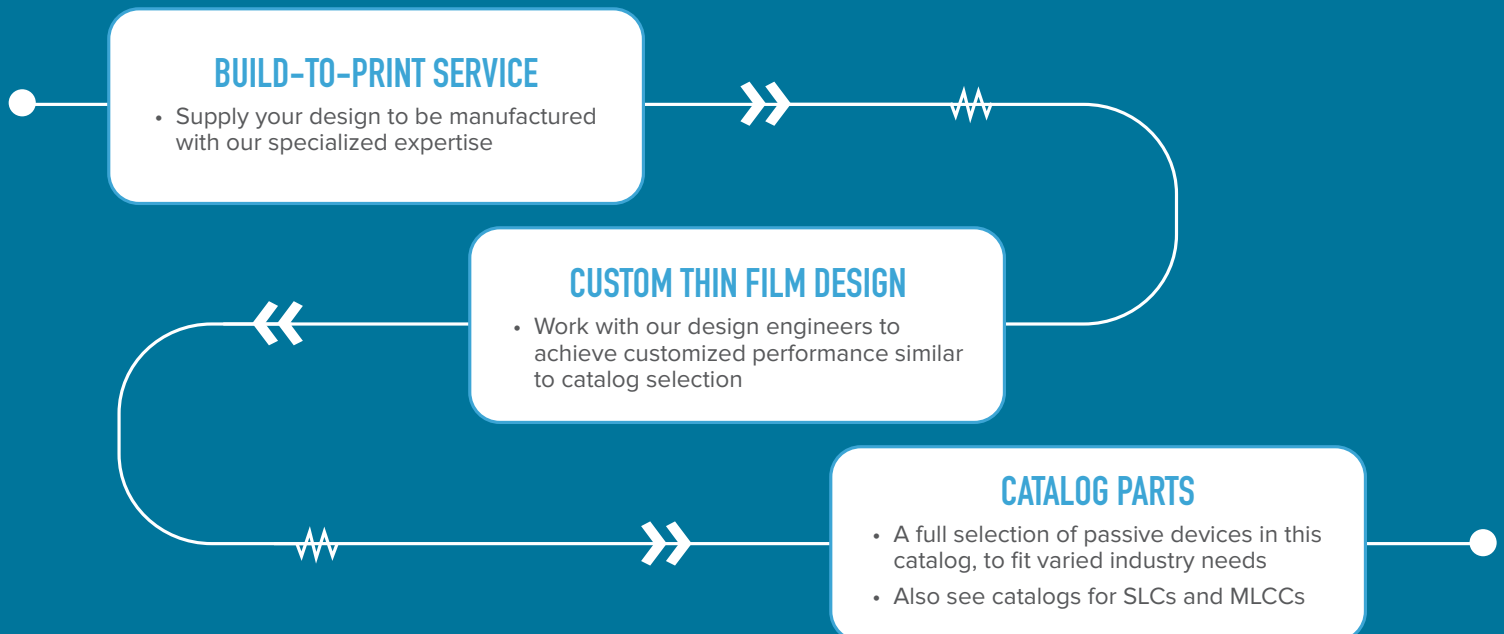 BUILD-TO-PRINT SERVICE
• Supply your design to be manufactured
with our specialized expertise
CUSTOM THIN FILM DESIGN
• Work with our design engineers to
achieve customized performance similar
to catalog selection
CATALOG PARTS
• A full selection of passive devices in this
catalog, to fit varied industry needs
• Also see catalogs for SLCs and MLCCs